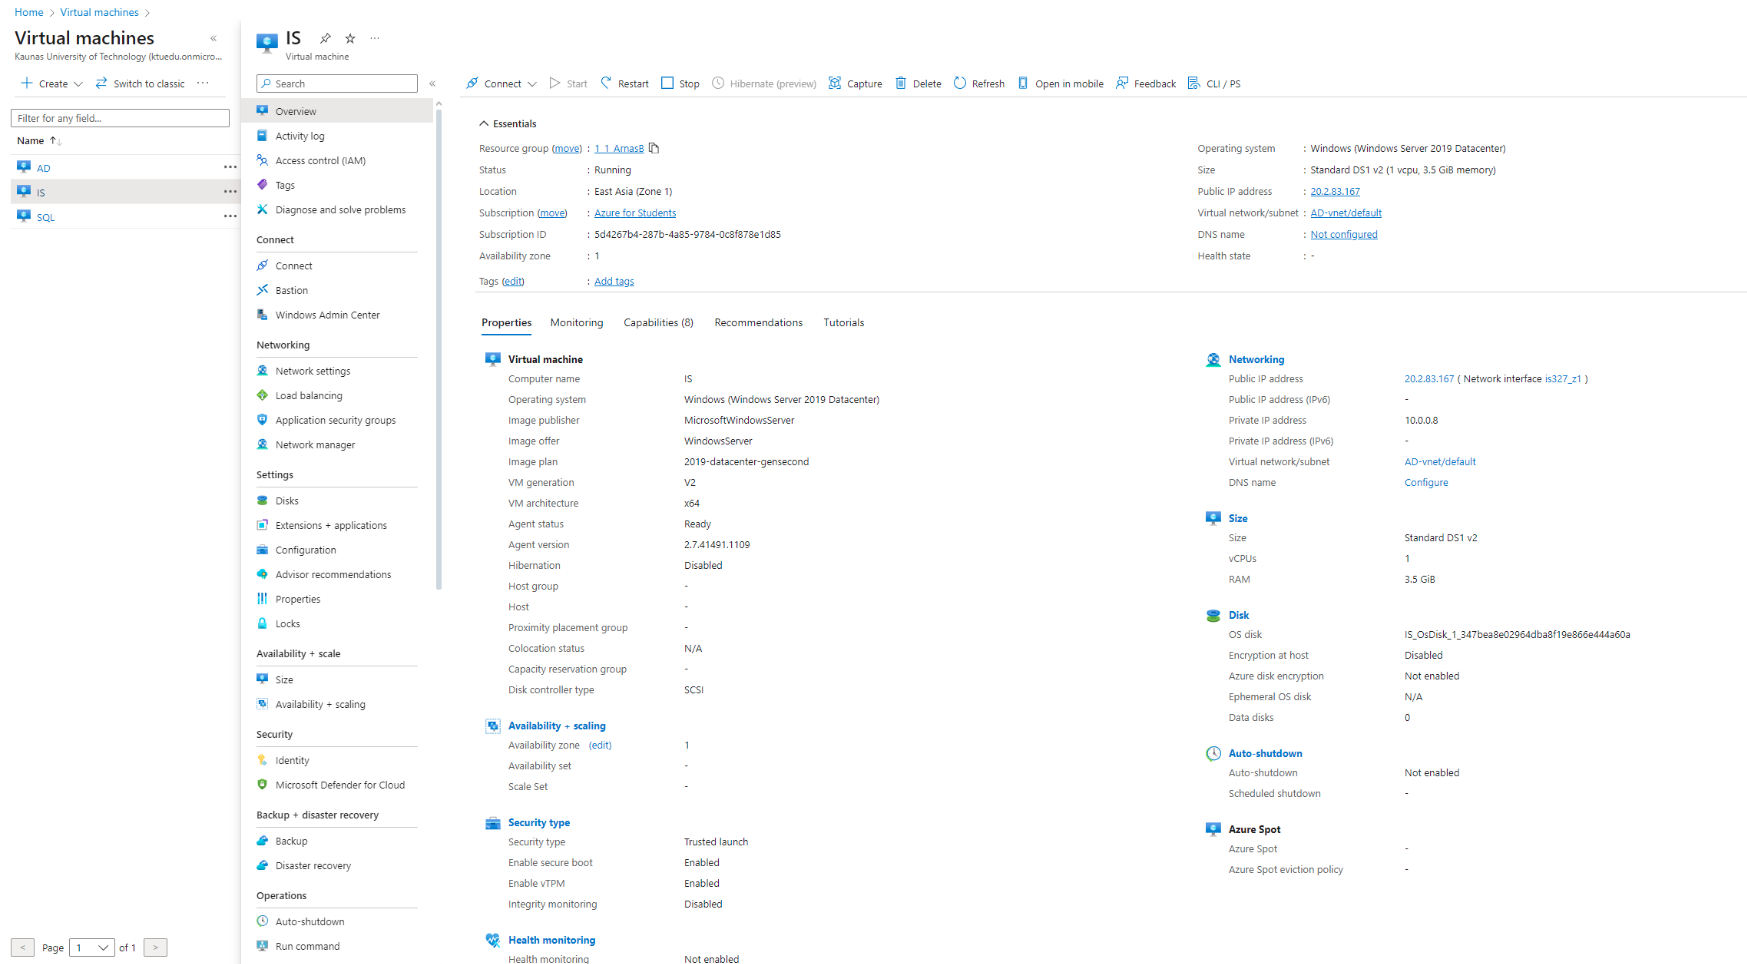 Home > Virtual machines >
Virtual machines «
Kaunas University of Technology (ktuedu.onmicro...
Create Switch to classic ...
Filter for any field...
Name ↑↓
AD ...
IS ...
SQL ...
< Page 1 of 1 >
IS ...
Virtual machine
Search «
Overview
Activity log
Access control (IAM)
Tags
Diagnose and solve problems
Connect
Connect
Bastion
Windows Admin Center
Networking
Network settings
Load balancing
Application security groups
Network manager
Settings
Disks
Extensions + applications
Configuration
Advisor recommendations
Properties
Locks
Availability + scale
Size
Availability + scaling
Security
Identity
Microsoft Defender for Cloud
Backup + disaster recovery
Backup
Disaster recovery
Operations
Auto-shutdown
Run command
Connect Start Restart Stop Hibernate (preview) Capture Delete Refresh Open in mobile Feedback CLI / PS
Essentials
Resource group (move) : 1_1_ArnasB
Status : Running
Location : East Asia (Zone 1)
Subscription (move) : Azure for Students
Subscription ID : 5d4267b4-287b-4a85-9784-0c8f878e1d85
Availability zone : 1
Tags (edit) : Add tags
Operating system : Windows (Windows Server 2019 Datacenter)
Size : Standard DS1 v2 (1 vcpu, 3.5 GiB memory)
Public IP address : 20.2.83.167
Virtual network/subnet : AD-vnet/default
DNS name : Not configured
Health state : -
Properties Monitoring Capabilities (8) Recommendations Tutorials
Virtual machine
Computer name IS
Operating system Windows (Windows Server 2019 Datacenter)
Image publisher MicrosoftWindowsServer
Image offer WindowsServer
Image plan 2019-datacenter-gensecond
VM generation V2
VM architecture x64
Agent status Ready
Agent version 2.7.41491.1109
Hibernation Disabled
Host group -
Host -
Proximity placement group -
Colocation status N/A
Capacity reservation group -
Disk controller type SCSI
Availability + scaling
Availability zone (edit) 1
Availability set -
Scale Set -
Security type
Security type Trusted launch
Enable secure boot Enabled
Enable vTPM Enabled
Integrity monitoring Disabled
Health monitoring
Health monitoring Not enabled
Networking
Public IP address 20.2.83.167 ( Network interface is327_z1 )
Public IP address (IPv6) -
Private IP address 10.0.0.8
Private IP address (IPv6) -
Virtual network/subnet AD-vnet/default
DNS name Configure
Size
Size Standard DS1 v2
vCPUs 1
RAM 3.5 GiB
Disk
OS disk IS_OsDisk_1_347bea8e02964dba8f19e866e444a60a
Encryption at host Disabled
Azure disk encryption Not enabled
Ephemeral OS disk N/A
Data disks 0
Auto-shutdown
Auto-shutdown Not enabled
Scheduled shutdown -
Azure Spot
Azure Spot -
Azure Spot eviction policy -